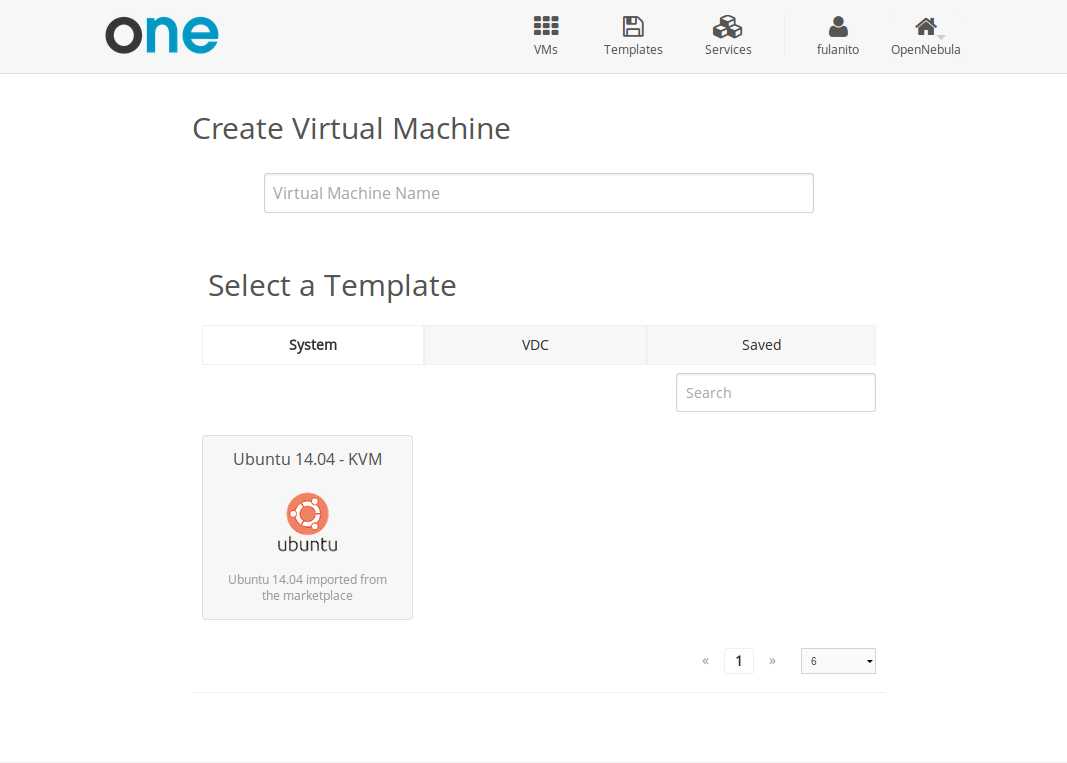 one
VMs
Templates
Services
fulanito
OpenNebula
Create Virtual Machine
Virtual Machine Name
Select a Template
System
VDC
Saved
Search
Ubuntu 14.04 - KVM
ubuntu
Ubuntu 14.04 imported from
the marketplace
« 1 » 6